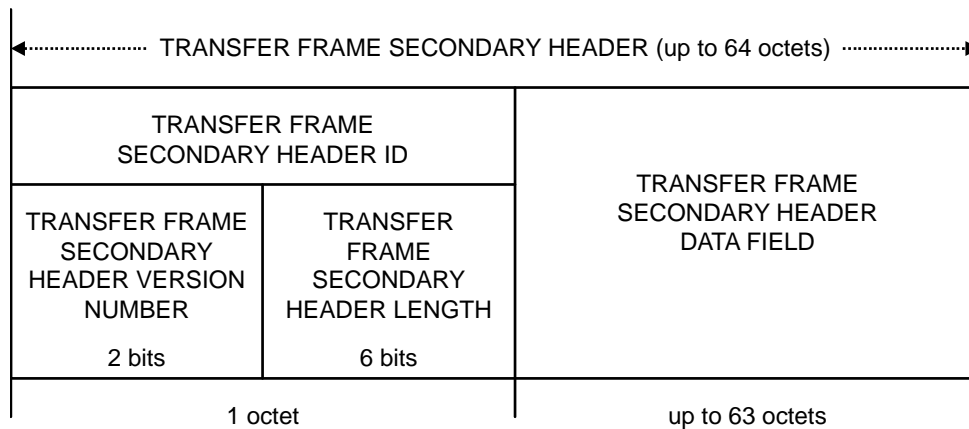 TRANSFER FRAME SECONDARY HEADER (up to 64 octets)
TRANSFER FRAME
SECONDARY HEADER ID
TRANSFER FRAME
SECONDARY
HEADER VERSION
NUMBER
2 bits
TRANSFER
FRAME
SECONDARY
HEADER LENGTH
6 bits
TRANSFER FRAME
SECONDARY HEADER
DATA FIELD
1 octet
up to 63 octets